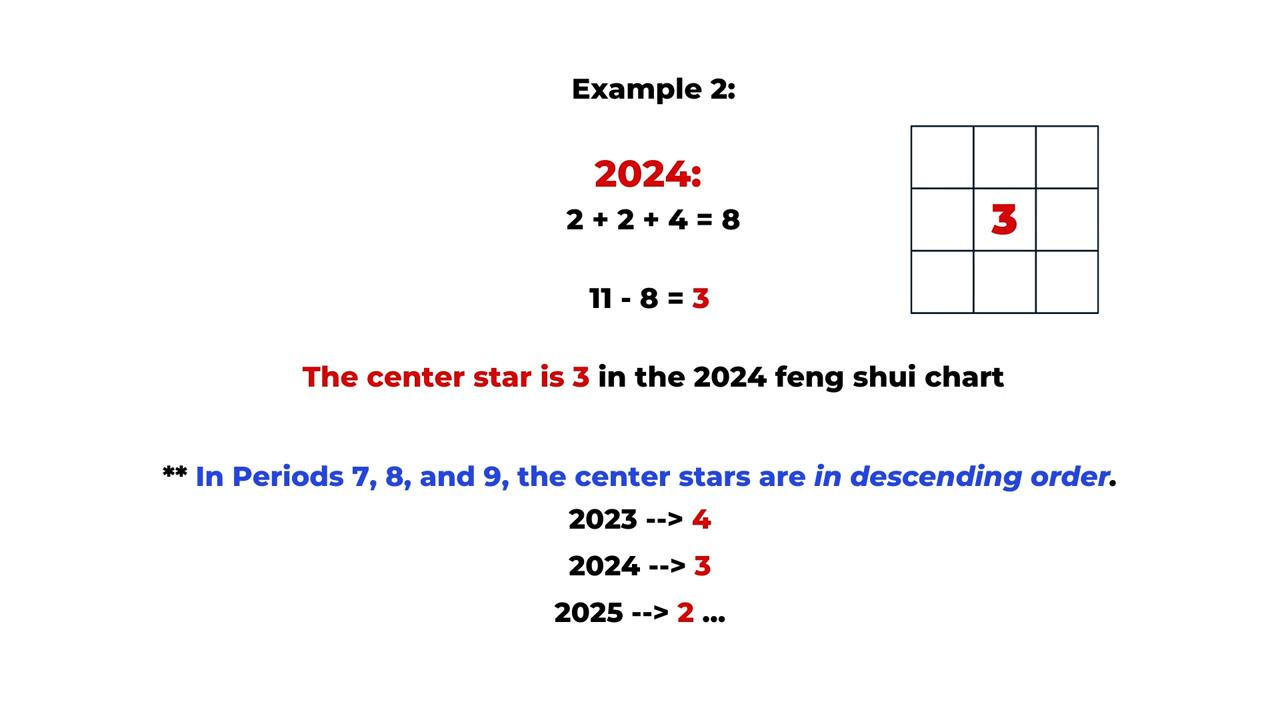 Example 2:
2024:
2 + 2 + 4 = 8
3
11 - 8 = 3
The center star is 3 in the 2024 feng shui chart
** In Periods 7, 8, and 9, the center stars are in descending order.
2023 --> 4
2024 --> 3
2025 --> 2 ...